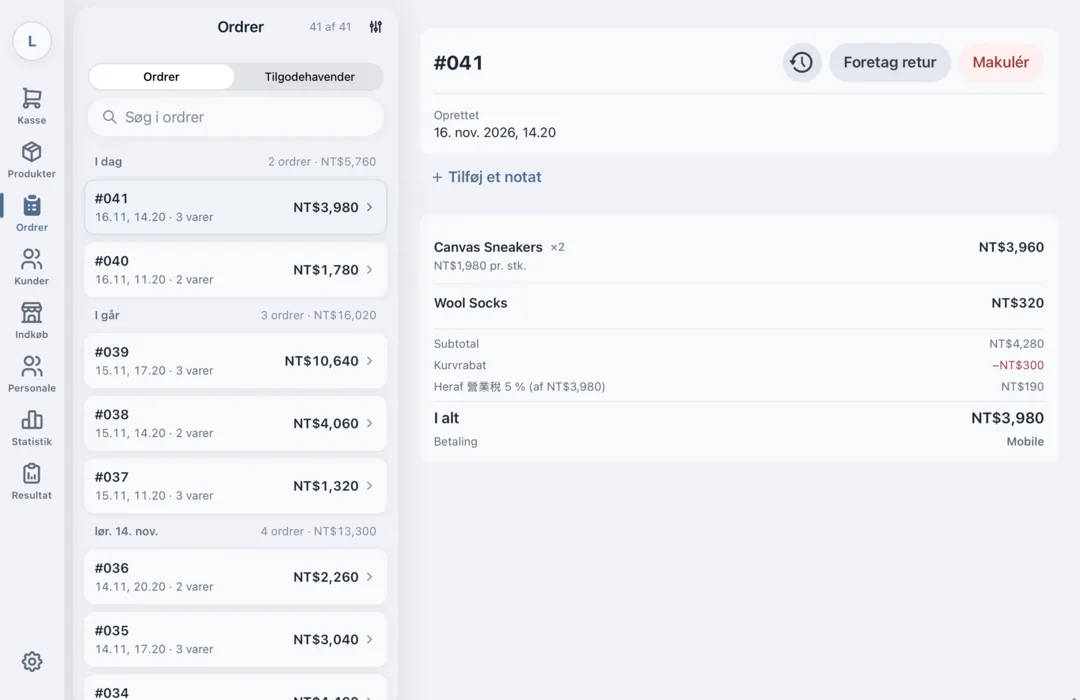 L
Kasse
Produkter
Ordrer
Kunder
Indkøb
Personale
Statistik
Resultat
Ordrer
41 af 41
Ordrer
Tilgodehavender
Søg i ordrer
I dag
2 ordrer · NT$5,760
#041
NT$3,980
16.11, 14.20 · 3 varer
#040
NT$1,780
16.11, 11.20 · 2 varer
I går
3 ordrer · NT$16,020
#039
NT$10,640
15.11, 17.20 · 3 varer
#038
NT$4,060
15.11, 14.20 · 2 varer
#037
NT$1,320
15.11, 11.20 · 3 varer
lør. 14. nov.
4 ordrer · NT$13,300
#036
NT$2,260
14.11, 20.20 · 2 varer
#035
NT$3,040
14.11, 17.20 · 3 varer
#034
#041
Foretag retur
Makulér
Oprettet
16. nov. 2026, 14.20
+ Tilføj et notat
Canvas Sneakers ×2
NT$3,960
NT$1,980 pr. stk.
Wool Socks
NT$320
Subtotal
NT$4,280
Kurvrabat
−NT$300
Heraf 營業稅 5 % (af NT$3,980)
NT$190
I alt
NT$3,980
Betaling
Mobile